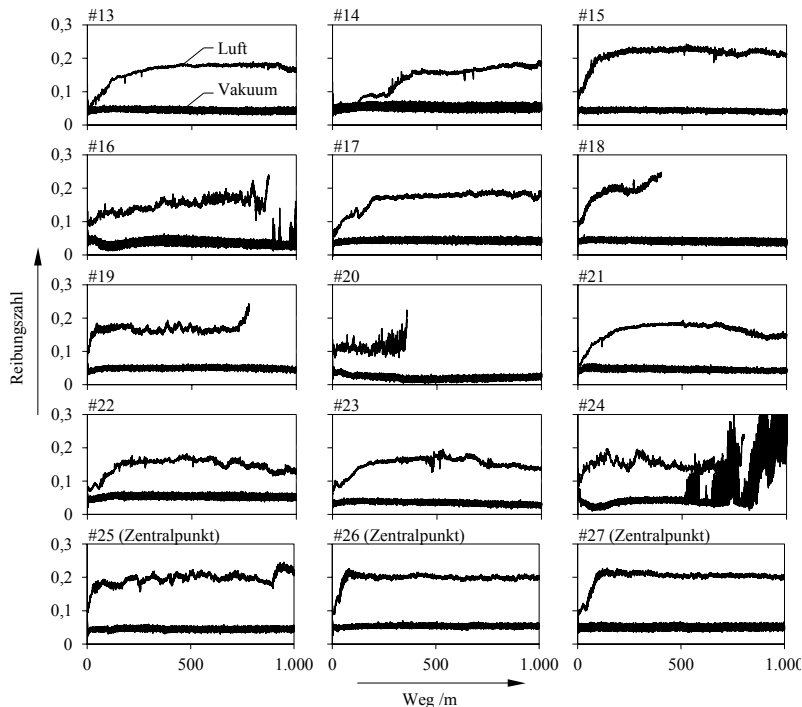 #13 #14 #15
0,3
0,2
0,1
0
Luft
Vakuum
#16 #17 #18
0,3
0,2
0,1
0
#19 #20 #21
0,3
0,2
0,1
0
#22 #23 #24
0,3
0,2
0,1
0
#25 (Zentralpunkt) #26 (Zentralpunkt) #27 (Zentralpunkt)
0,3
0,2
0,1
0
0 500 1.000 0 500 1.000 0 500 1.000
Reibungszahl
Weg /m